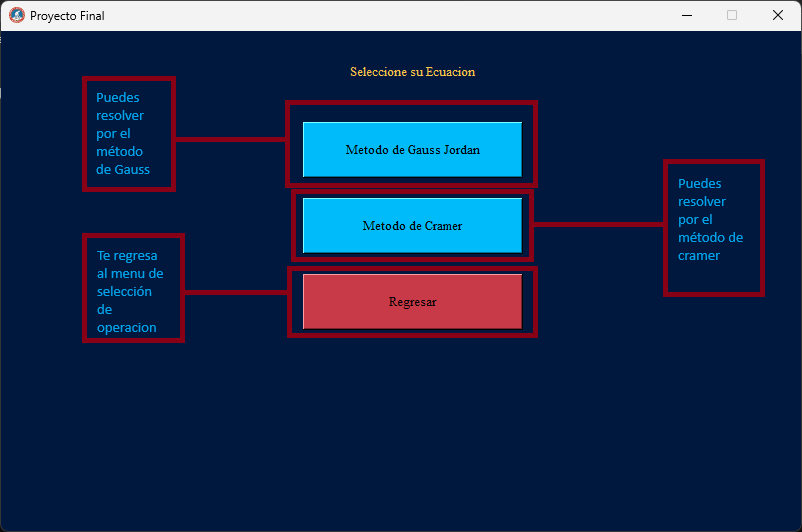 Proyecto Final
Seleccione su Ecuacion
Puedes
resolver
por el
método
de Gauss
Metodo de Gauss Jordan
Puedes
resolver
por el
método de
cramer
Metodo de Cramer
Te regresa
al menu de
selección
de
operacion
Regresar